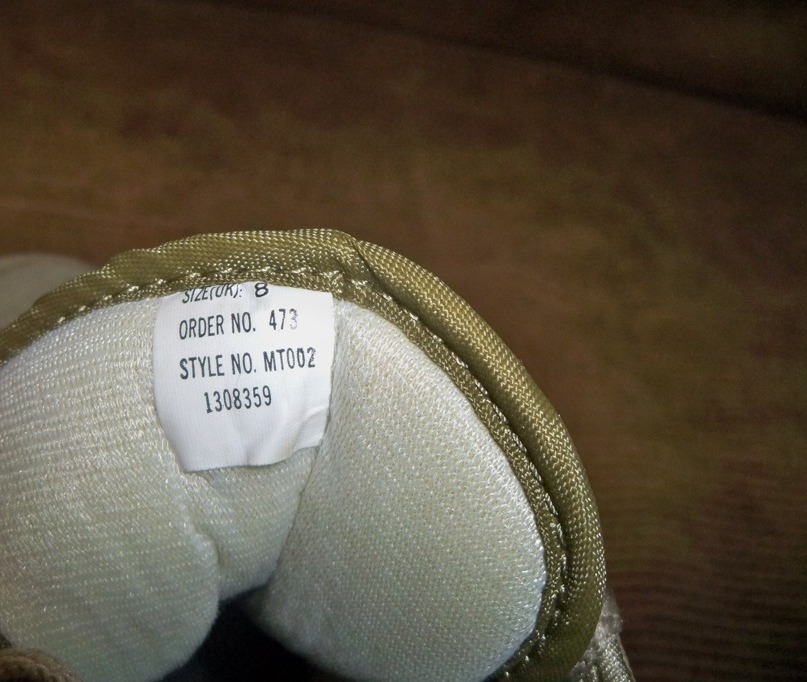 SIZE(UK): 8
ORDER NO. 473
STYLE NO. MT002
1308359